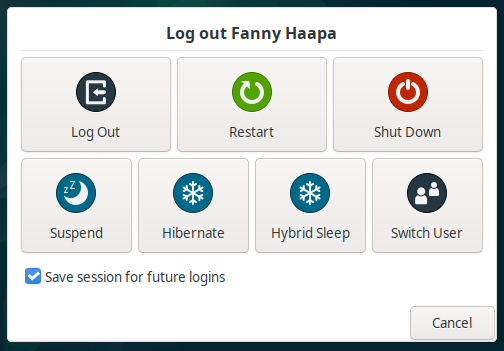 Log out Fanny Haapa
Log Out
Restart
Shut Down
zZ
Suspend
Hibernate
Hybrid Sleep
Switch User
Save session for future logins
Cancel